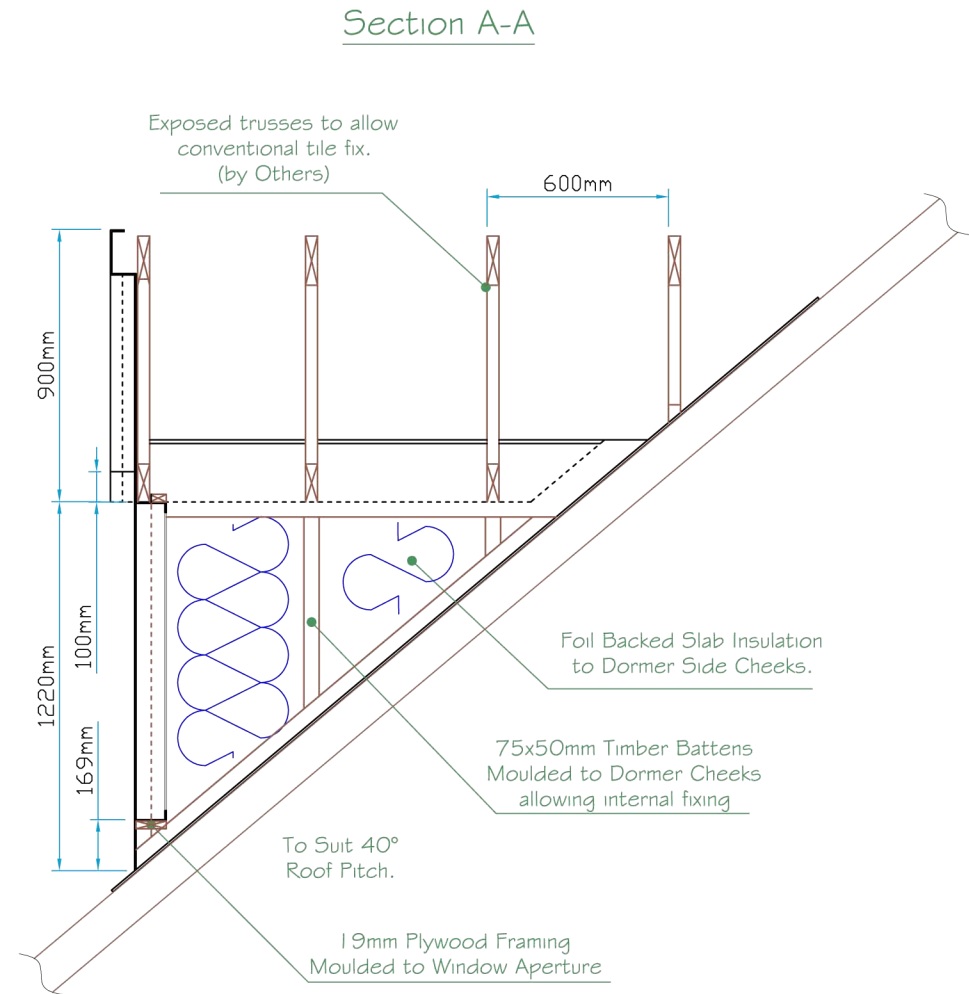 Section A-A
Exposed trusses to allow
conventional tile fix.
(by Others)
600mm
900mm
100mm
1220mm
169mm
Foil Backed Slab Insulation
to Dormer Side Cheeks.
75x50mm Timber Battens
Moulded to Dormer Cheeks
allowing internal fixing
To Suit 40°
Roof Pitch.
19mm Plywood Framing
Moulded to Window Aperture